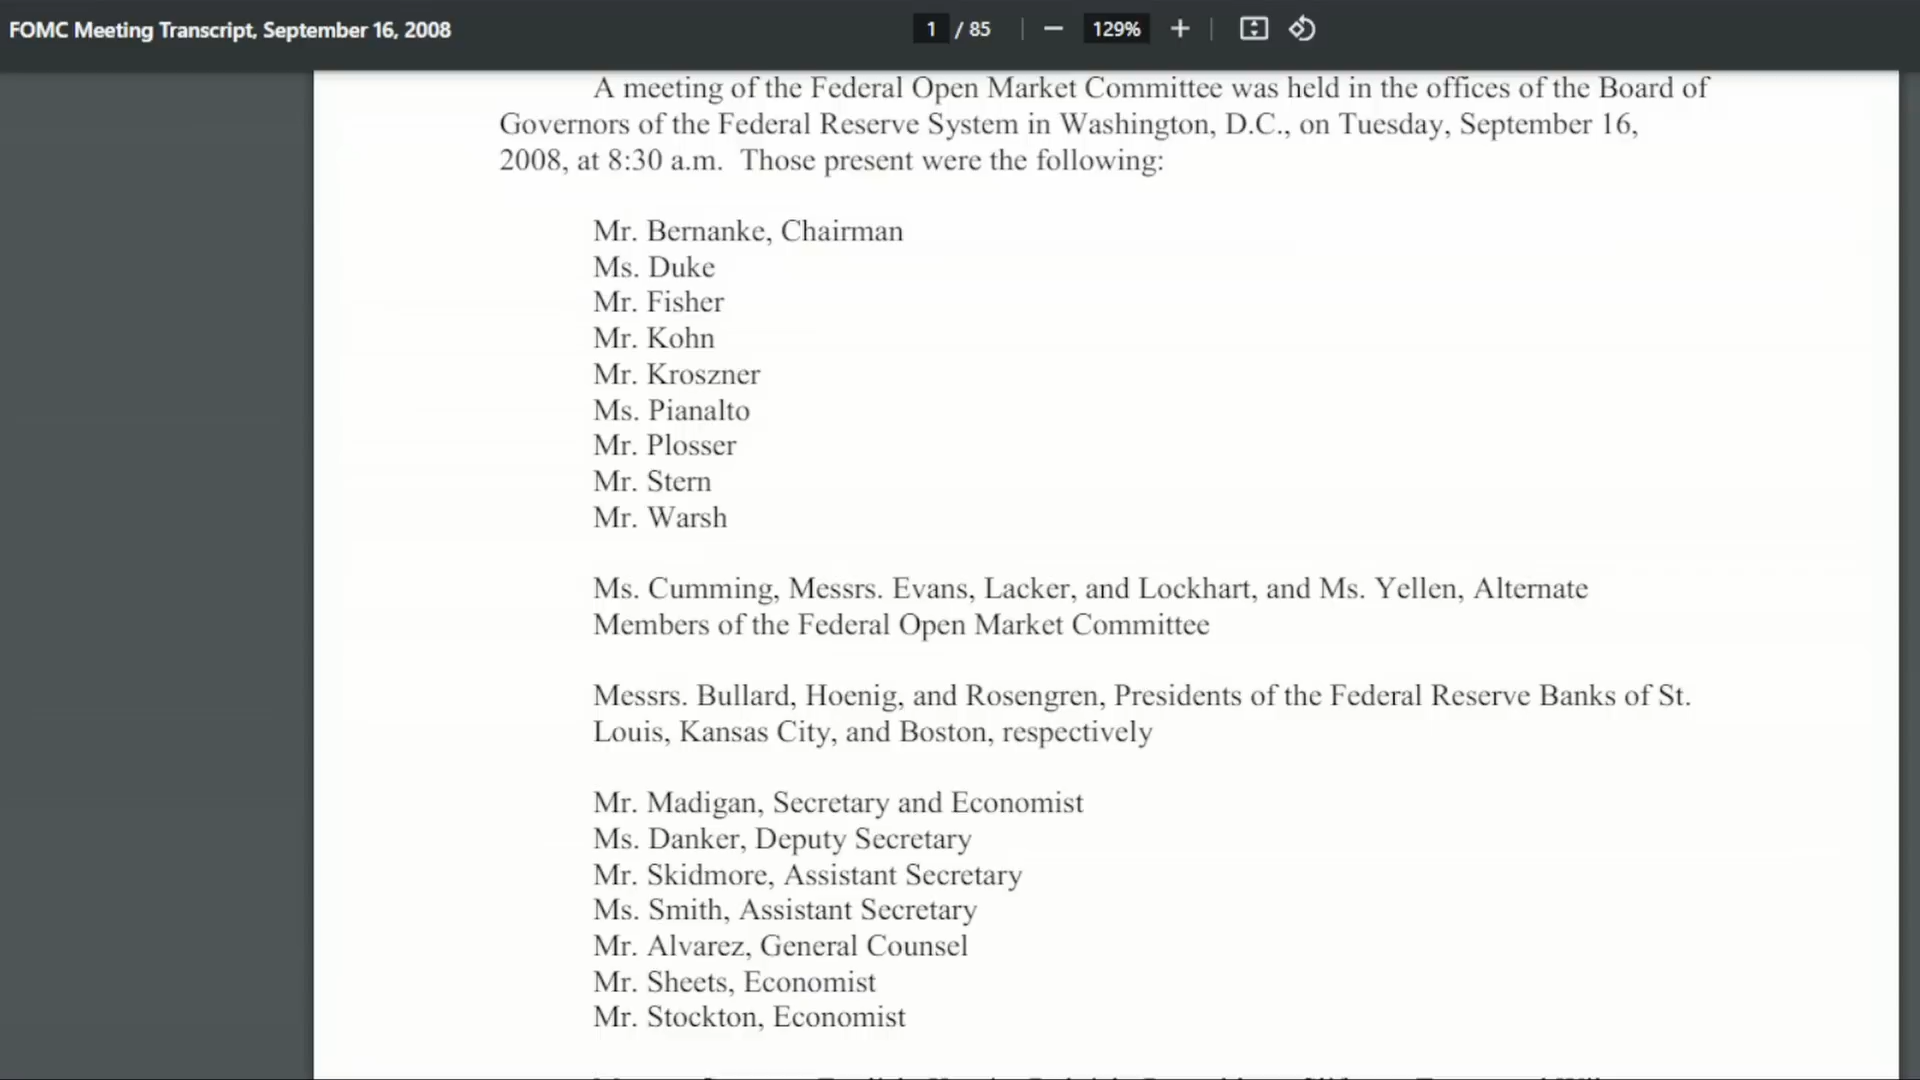 FOMC Meeting Transcript, September 16, 2008
1 / 85
129%
A meeting of the Federal Open Market Committee was held in the offices of the Board of
Governors of the Federal Reserve System in Washington, D.C., on Tuesday, September 16,
2008, at 8:30 a.m. Those present were the following:
Mr. Bernanke, Chairman
Ms. Duke
Mr. Fisher
Mr. Kohn
Mr. Kroszner
Ms. Pianalto
Mr. Plosser
Mr. Stern
Mr. Warsh
Ms. Cumming, Messrs. Evans, Lacker, and Lockhart, and Ms. Yellen, Alternate
Members of the Federal Open Market Committee
Messrs. Bullard, Hoenig, and Rosengren, Presidents of the Federal Reserve Banks of St.
Louis, Kansas City, and Boston, respectively
Mr. Madigan, Secretary and Economist
Ms. Danker, Deputy Secretary
Mr. Skidmore, Assistant Secretary
Ms. Smith, Assistant Secretary
Mr. Alvarez, General Counsel
Mr. Sheets, Economist
Mr. Stockton, Economist